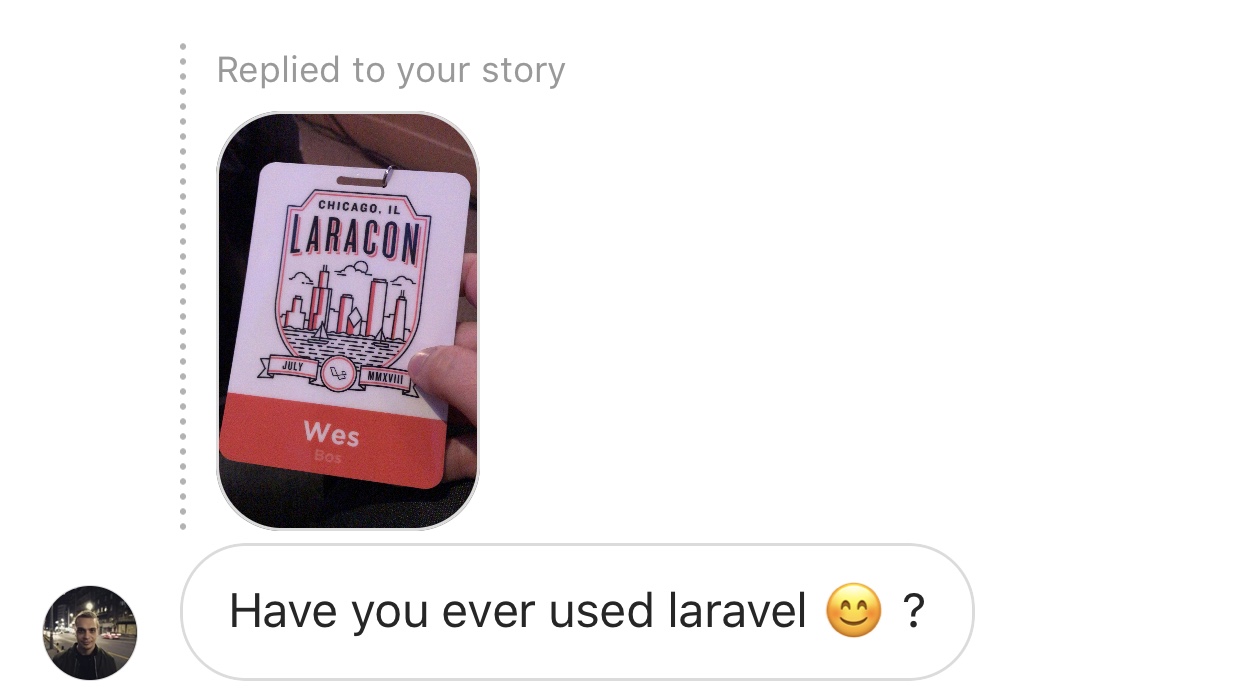 Replied to your story
CHICAGO, IL
LARACON
JULY
MMXVIII
Wes
Bos
Have you ever used laravel 😊 ?